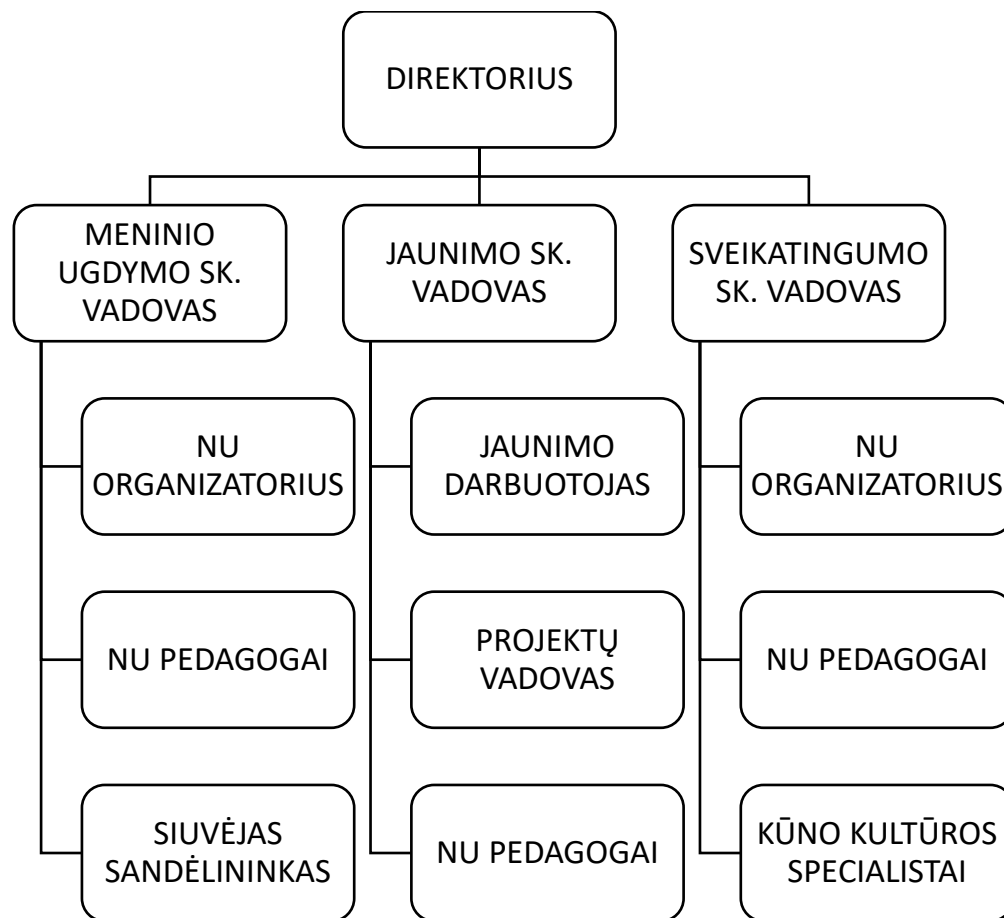 DIREKTORIUS
MENINIO
UGDYMO SK.
VADOVAS
JAUNIMO SK.
VADOVAS
SVEIKATINGUMO
SK. VADOVAS
NU
ORGANIZATORIUS
JAUNIMO
DARBUOTOJAS
NU
ORGANIZATORIUS
NU PEDAGOGAI
PROJEKTŲ
VADOVAS
NU PEDAGOGAI
SIUVĖJAS
SANDĖLININKAS
NU PEDAGOGAI
KŪNO KULTŪROS
SPECIALISTAI